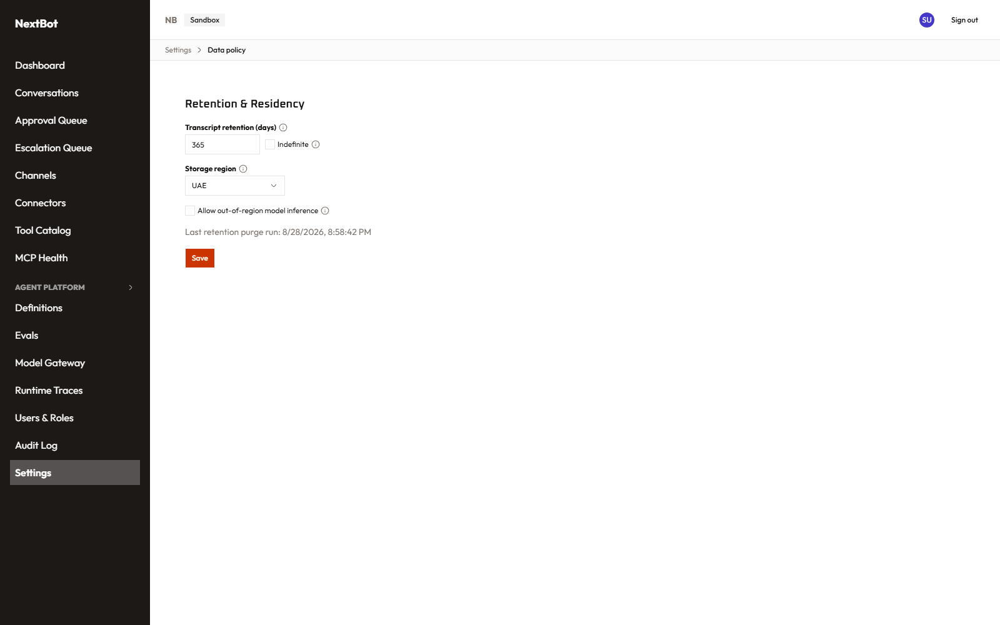 NextBot
Dashboard
Conversations
Approval Queue
Escalation Queue
Channels
Connectors
Tool Catalog
MCP Health
AGENT PLATFORM
Definitions
Evals
Model Gateway
Runtime Traces
Users & Roles
Audit Log
Settings
NB Sandbox
SU Sign out
Settings > Data policy
Retention & Residency
Transcript retention (days)
365 Indefinite
Storage region
UAE
Allow out-of-region model inference
Last retention purge run: 8/28/2026, 8:58:42 PM
Save